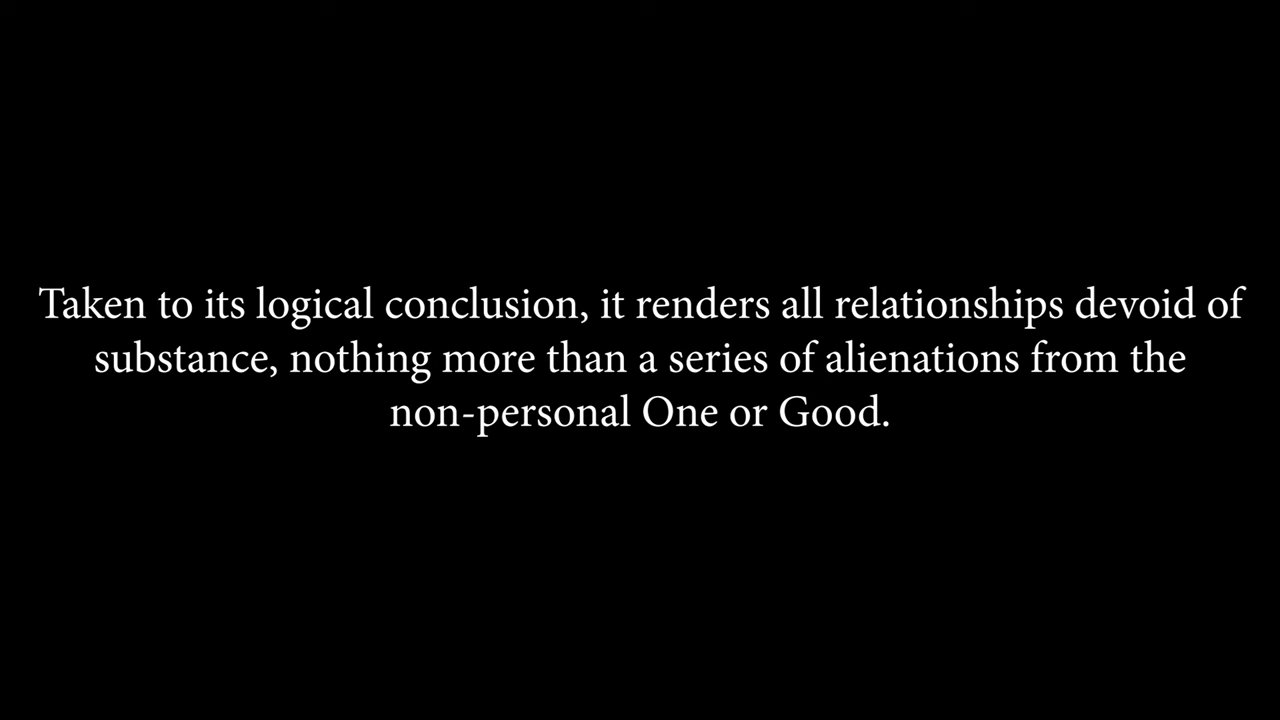 Taken to its logical conclusion, it renders all relationships devoid of
substance, nothing more than a series of alienations from the
non-personal One or Good.